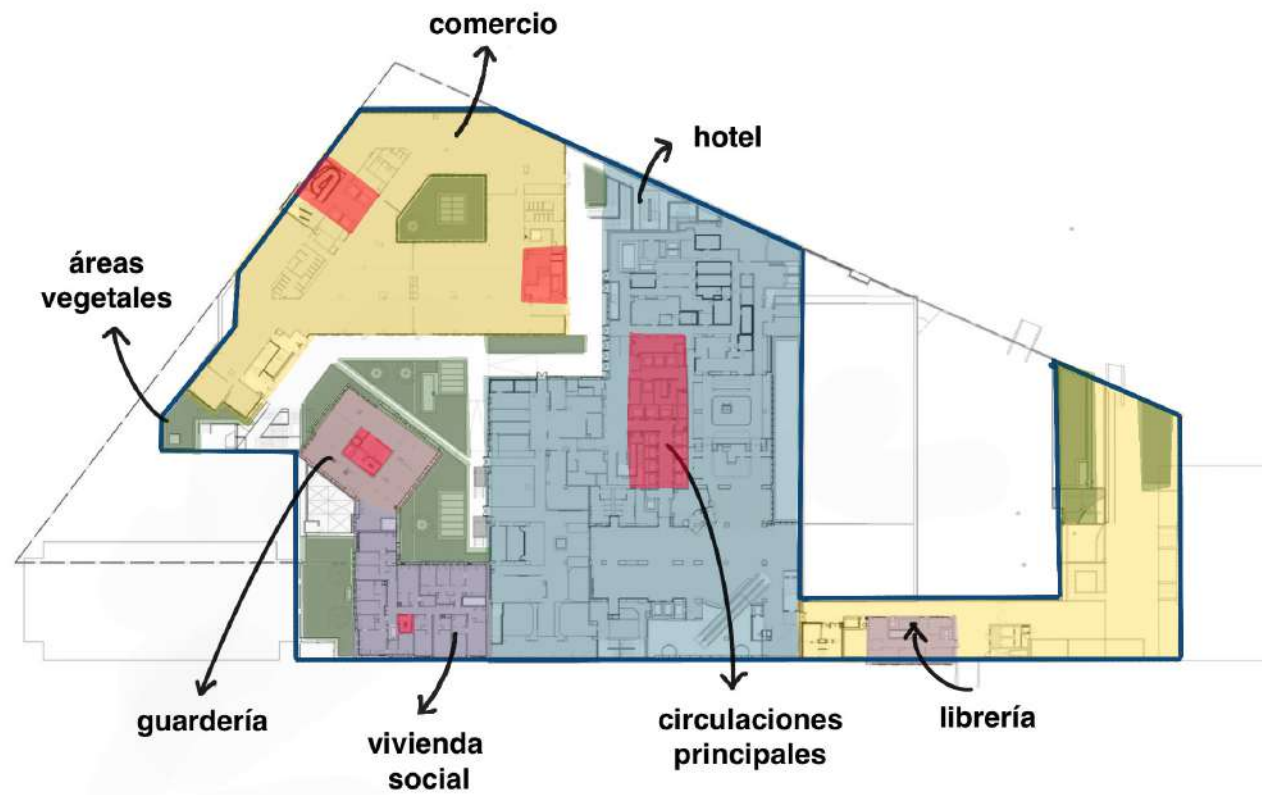 comercio
hotel
áreas
vegetales
guardería
vivienda
social
circulaciones
principales
librería